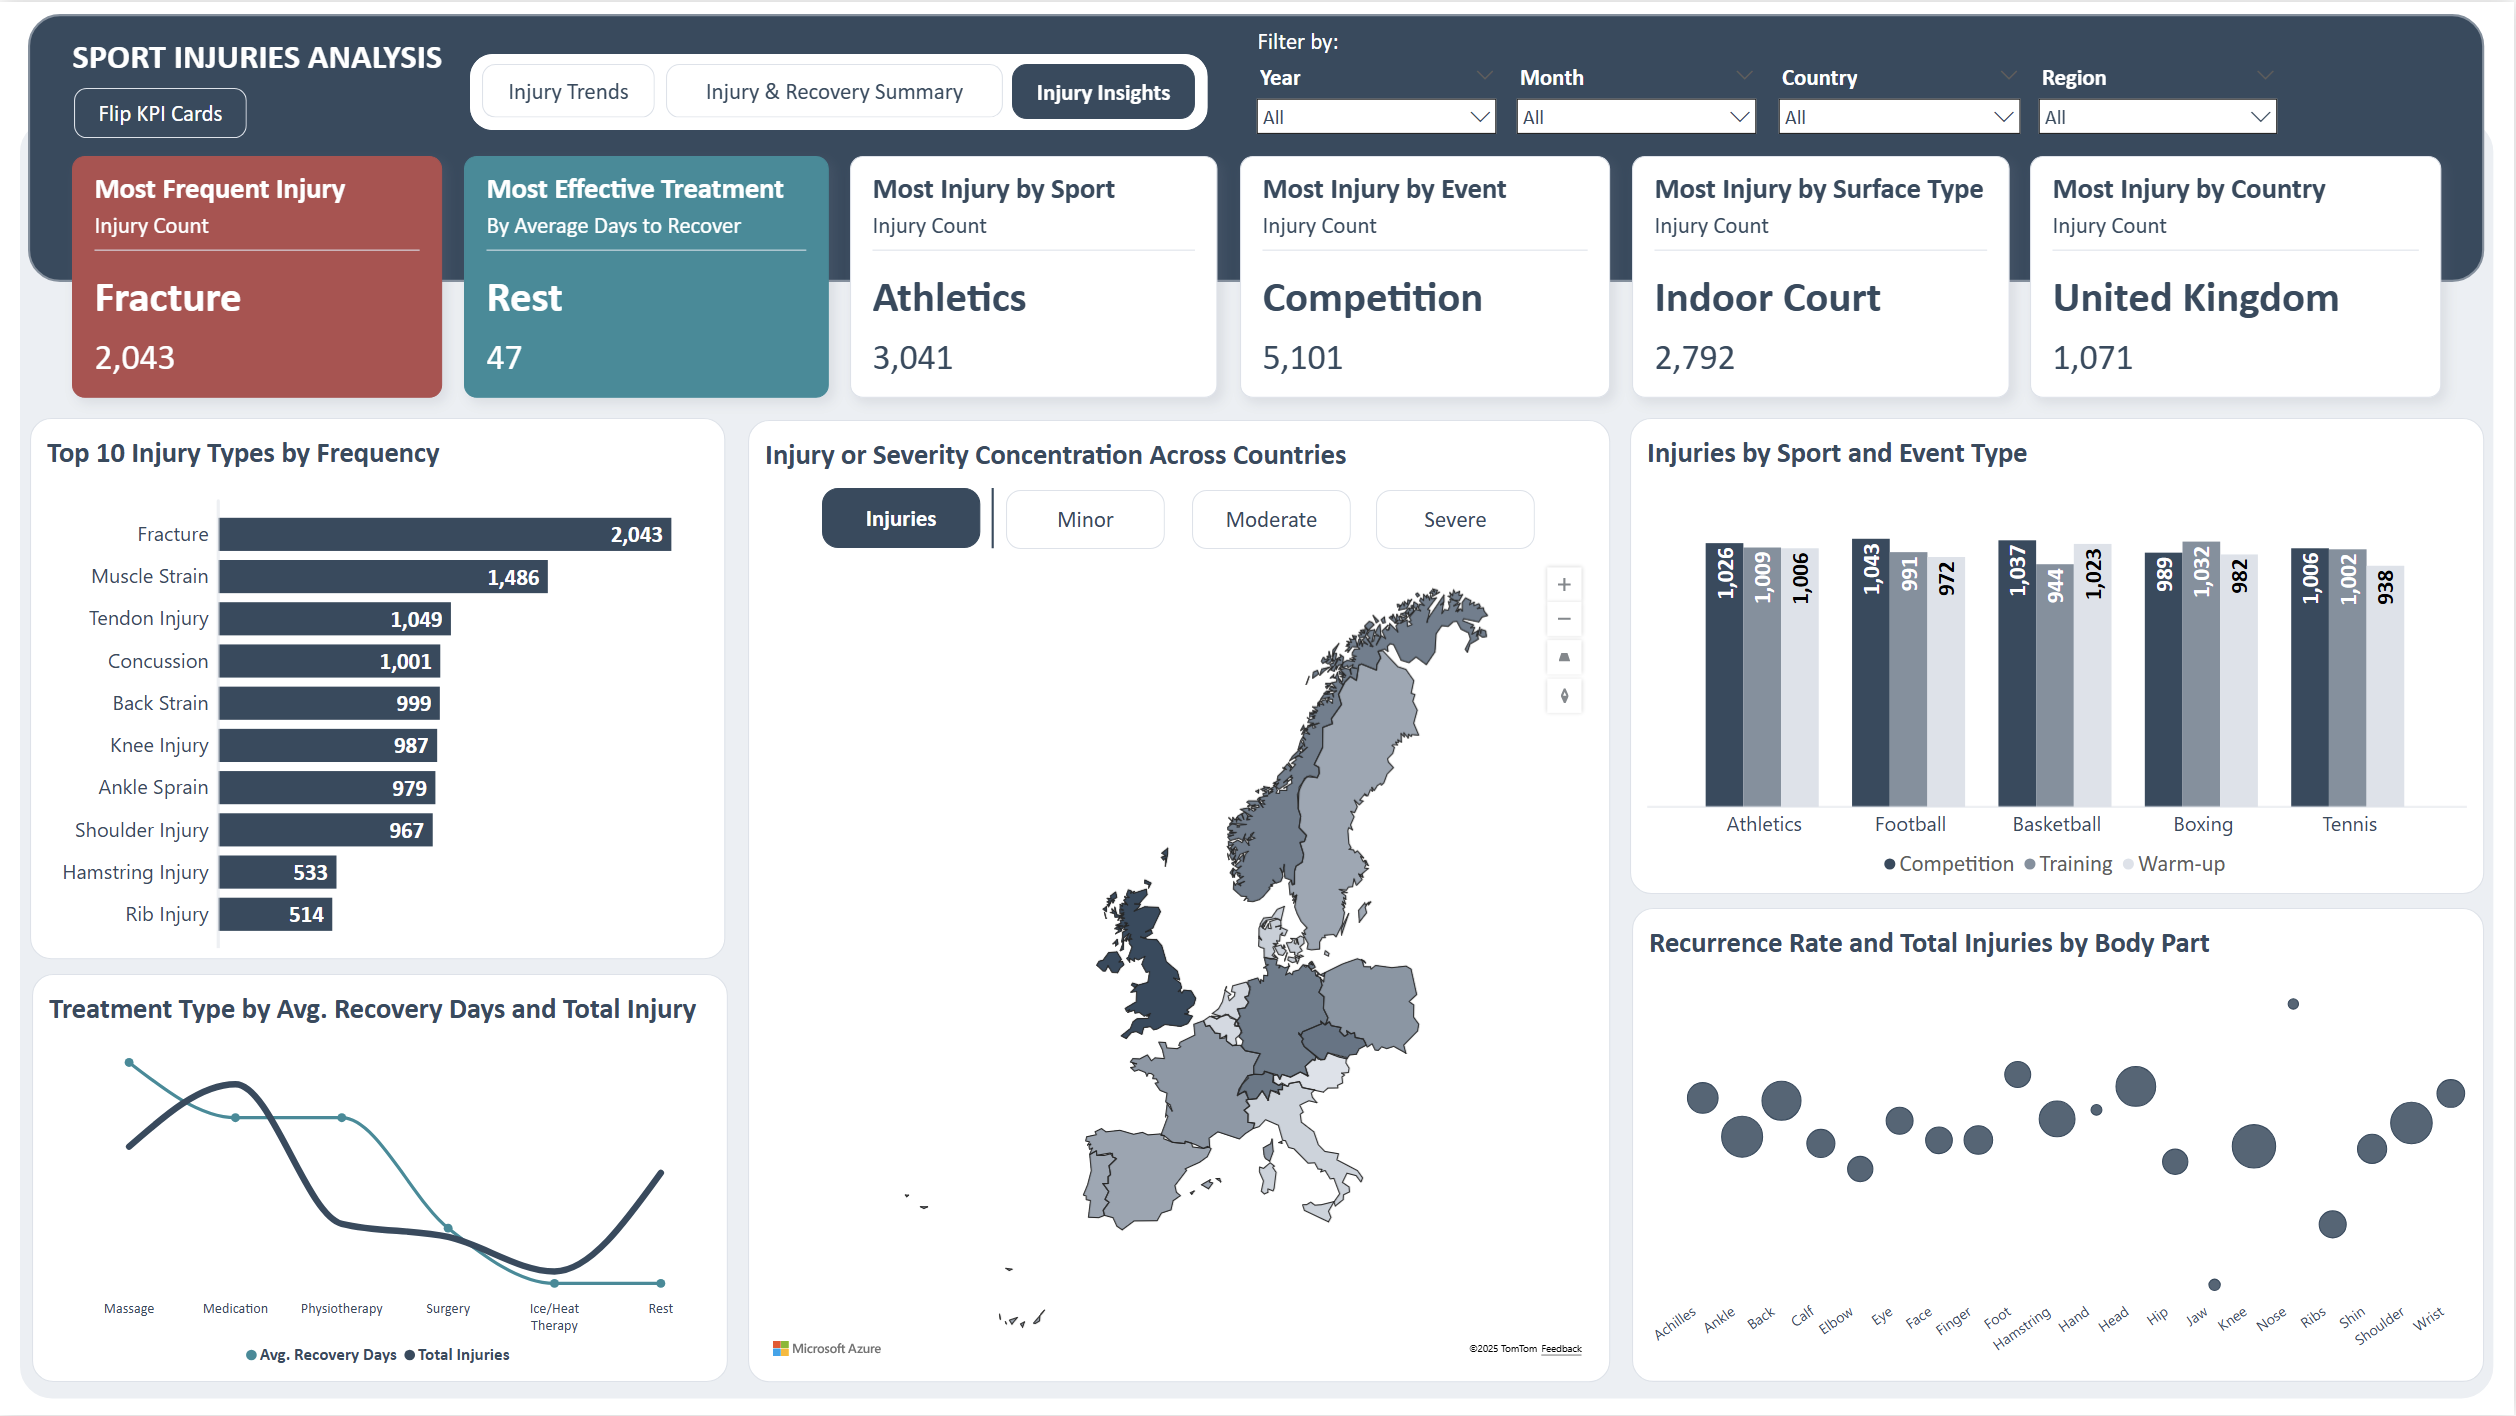 SPORT INJURIES ANALYSIS
Flip KPI Cards
Injury Trends
Injury & Recovery Summary
Injury Insights
Filter by:
Year
Month
Country
Region
All
All
All
All
Most Frequent Injury
Injury Count
Fracture
2,043
Most Effective Treatment
By Average Days to Recover
Rest
47
Most Injury by Sport
Injury Count
Athletics
3,041
Most Injury by Event
Injury Count
Competition
5,101
Most Injury by Surface Type
Injury Count
Indoor Court
2,792
Most Injury by Country
Injury Count
United Kingdom
1,071
Top 10 Injury Types by Frequency
Fracture 2,043
Muscle Strain 1,486
Tendon Injury 1,049
Concussion 1,001
Back Strain 999
Knee Injury 987
Ankle Sprain 979
Shoulder Injury 967
Hamstring Injury 533
Rib Injury 514
Treatment Type by Avg. Recovery Days and Total Injury
Massage
Medication
Physiotherapy
Surgery
Ice/Heat
Therapy
Rest
Avg. Recovery Days
Total Injuries
Injury or Severity Concentration Across Countries
Injuries
Minor
Moderate
Severe
Microsoft Azure
©2025 TomTom Feedback
Injuries by Sport and Event Type
1,026 1,009 1,006
1,043 991 972
1,037 944 1,023
989 1,032 982
1,006 1,002 938
Athletics
Football
Basketball
Boxing
Tennis
Competition
Training
Warm-up
Recurrence Rate and Total Injuries by Body Part
Achilles
Ankle
Back
Calf
Elbow
Eye
Face
Finger
Foot
Hamstring
Hand
Head
Hip
Jaw
Knee
Nose
Ribs
Shin
Shoulder
Wrist